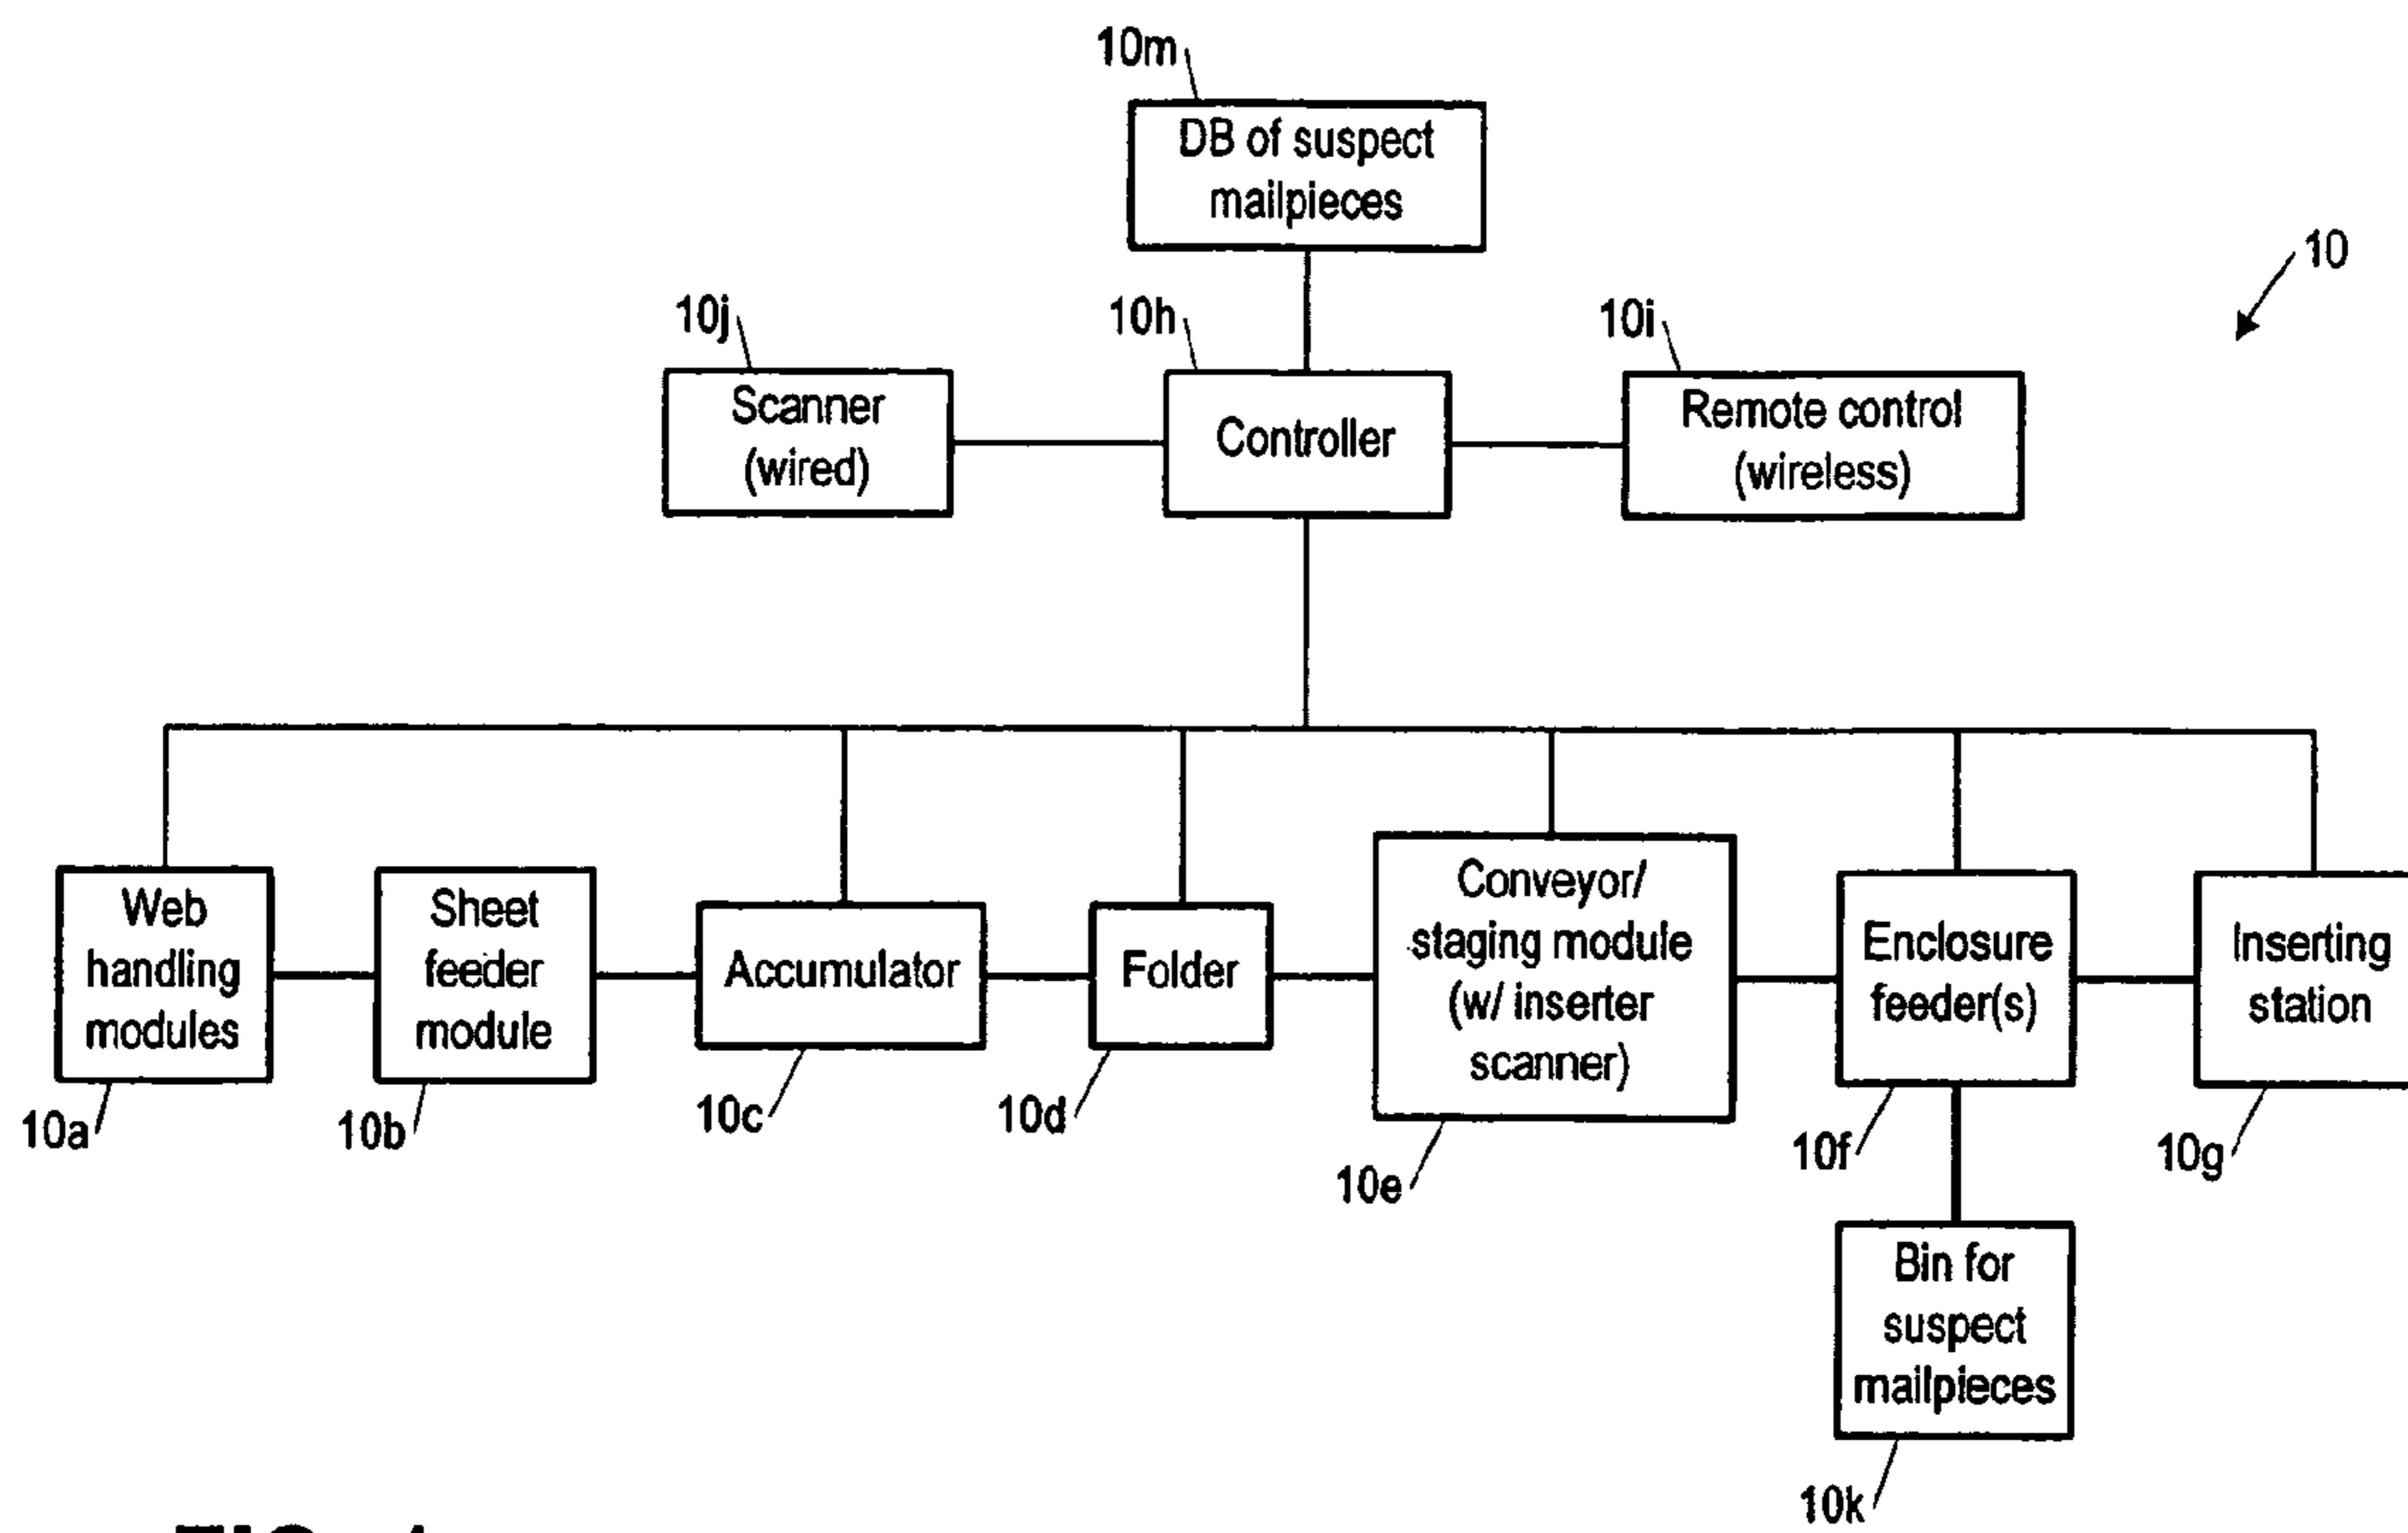 10m
DB of suspect
mailpieces
10
10j
10h
10i
Scanner
(wired)
Controller
Remote control
(wireless)
Web
handling
modules
Sheet
feeder
module
Accumulator
Folder
Conveyor/
staging module
(w/ inserter
scanner)
Enclosure
feeder(s)
Inserting
station
10a
10b
10c
10d
10e
10f
10g
Bin for
suspect
mailpieces
10k